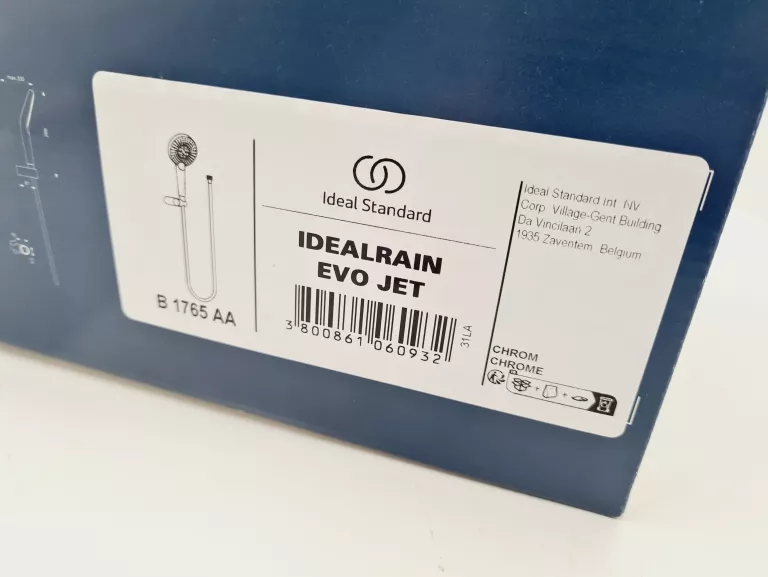 B 1765 AA
Ideal Standard
IDEALRAIN
EVO JET
3 800861 060932
31LA
Ideal Standard Int. NV
Corp. Village-Gent Building
Da Vincilaan 2
1935 Zaventem, Belgium
CHROM
CHROME